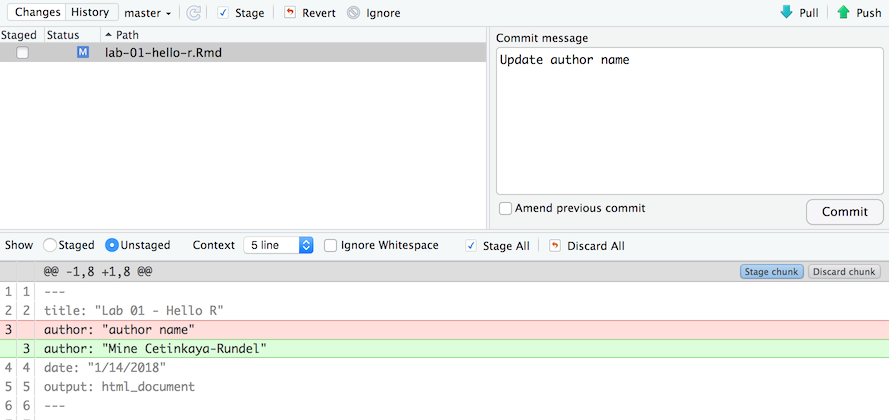 Changes History master Stage Revert Ignore Pull Push
Staged Status Path
M lab-01-hello-r.Rmd
Commit message
Update author name
Amend previous commit Commit
Show Staged Unstaged Context 5 line Ignore Whitespace Stage All Discard All
@@ -1,8 +1,8 @@ Stage chunk Discard chunk
1 1 ---
2 2 title: "Lab 01 - Hello R"
3 author: "author name"
3 author: "Mine Cetinkaya-Rundel"
4 4 date: "1/14/2018"
5 5 output: html_document
6 6 ---